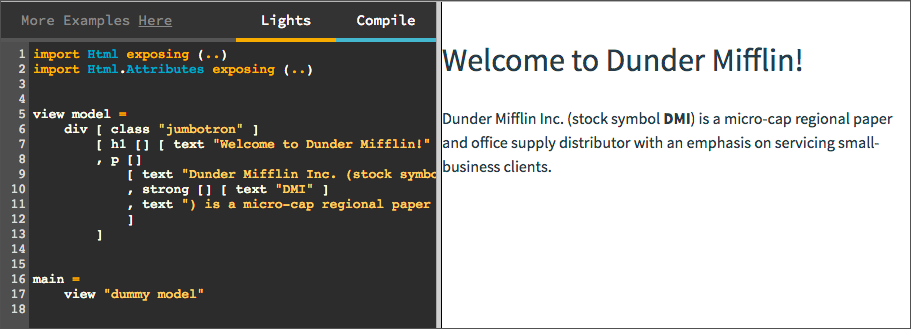 More Examples Here
Lights
Compile
1 import Html exposing (..)
2 import Html.Attributes exposing (..)
3
4
5 view model =
6 div [ class "jumbotron" ]
7 [ h1 [] [ text "Welcome to Dunder Mifflin!"
8 , p []
9 [ text "Dunder Mifflin Inc. (stock symbo
10 , strong [] [ text "DMI" ]
11 , text ") is a micro-cap regional paper
12 ]
13 ]
14
15
16 main =
17 view "dummy model"
18
Welcome to Dunder Mifflin!
Dunder Mifflin Inc. (stock symbol DMI) is a micro-cap regional paper
and office supply distributor with an emphasis on servicing small-
business clients.